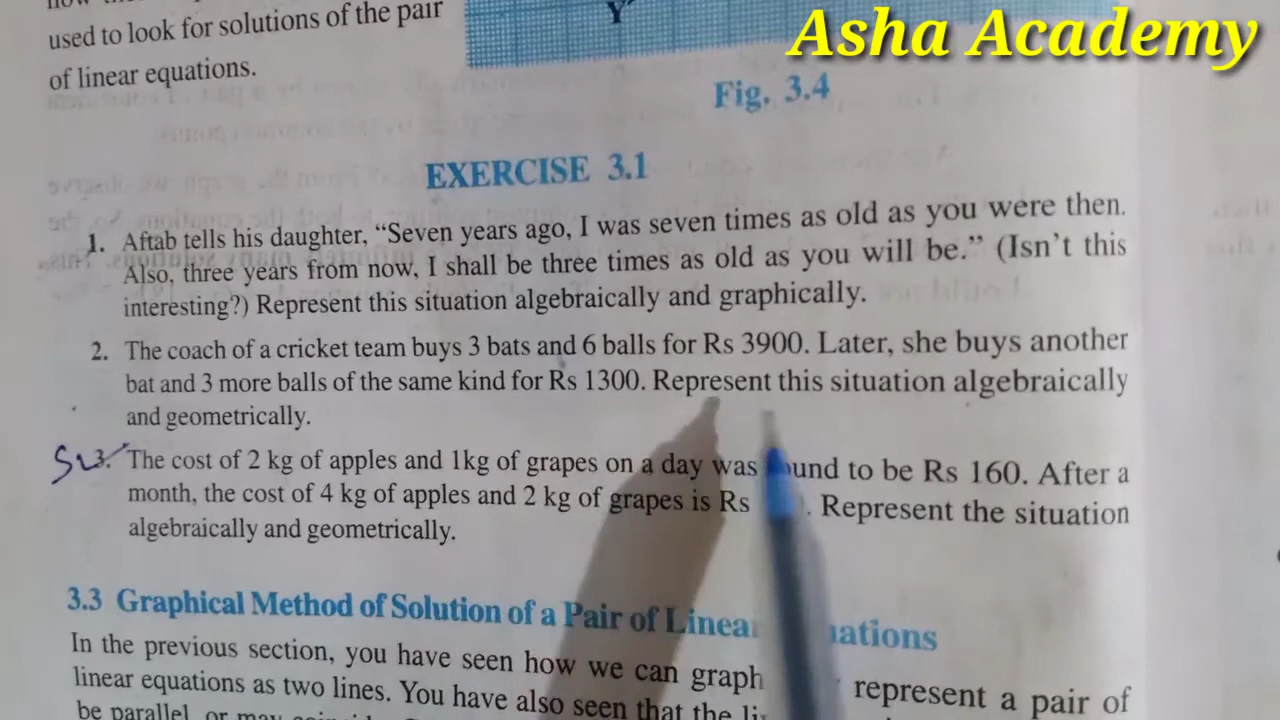 used to look for solutions of the pair
of linear equations.
Y'
Asha Academy
Fig. 3.4
EXERCISE 3.1
1. Aftab tells his daughter, “Seven years ago, I was seven times as old as you were then.
Also, three years from now, I shall be three times as old as you will be.” (Isn’t this
interesting?) Represent this situation algebraically and graphically.
2. The coach of a cricket team buys 3 bats and 6 balls for Rs 3900. Later, she buys another
bat and 3 more balls of the same kind for Rs 1300. Represent this situation algebraically
and geometrically.
3. The cost of 2 kg of apples and 1kg of grapes on a day was to be Rs 160. After a
month, the cost of 4 kg of apples and 2 kg of grapes is Rs . Represent the situation
algebraically and geometrically.
3.3 Graphical Method of Solution of a Pair of
In the previous section, you have seen how we can represent a pair of
linear equations as two lines. You have also seen that the
be parallel, or may